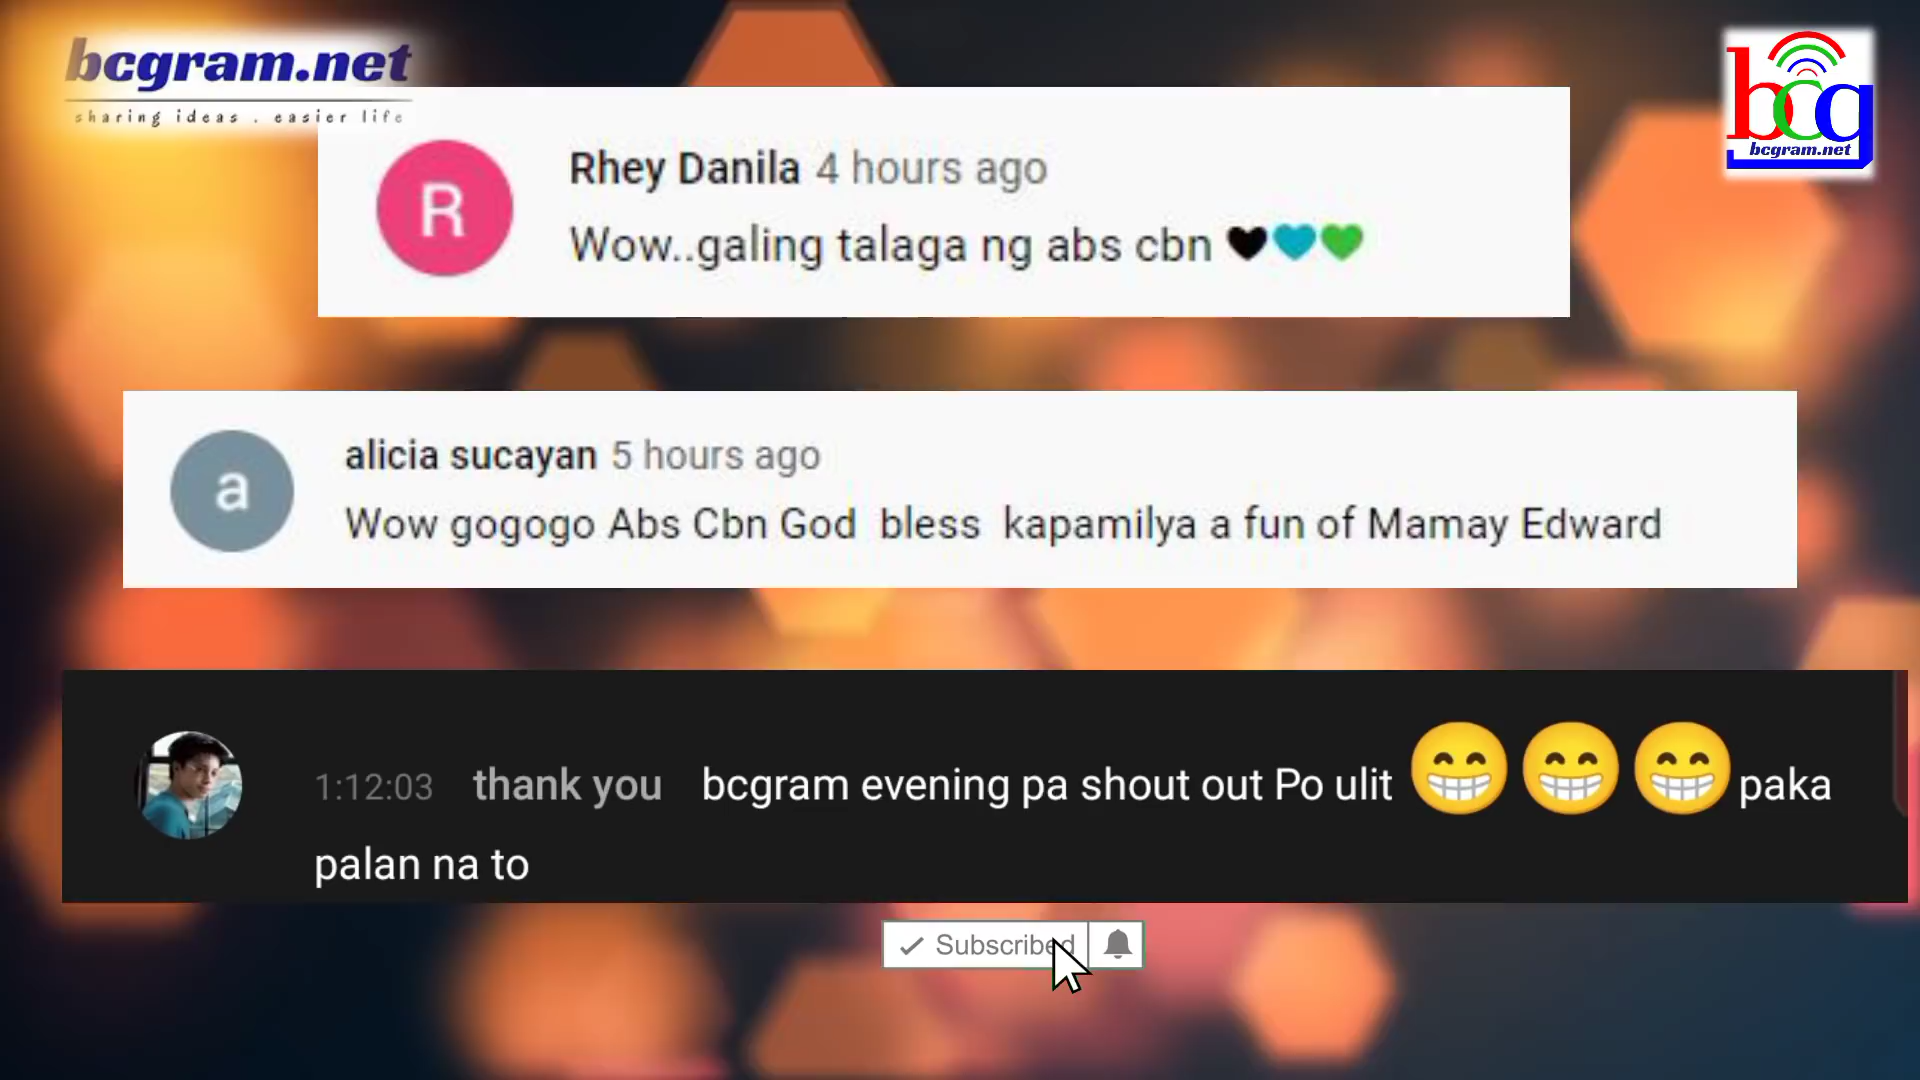 bcgram.net
sharing ideas . easier life
bcg
bcgram.net
R
Rhey Danila 4 hours ago
Wow..galing talaga ng abs cbn 🖤💙💚
a
alicia sucayan 5 hours ago
Wow gogogo Abs Cbn God bless kapamilya a fun of Mamay Edward
1:12:03 thank you bcgram evening pa shout out Po ulit 😁😁😁 paka
palan na to
Subscribed